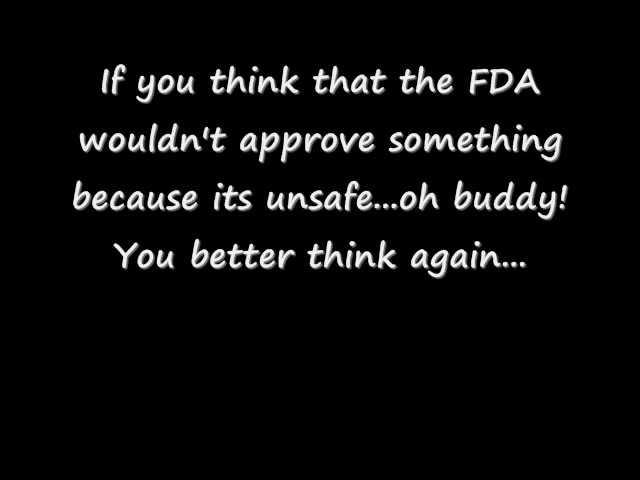 If you think that the FDA
wouldn't approve something
because its unsafe...oh buddy!
You better think again...